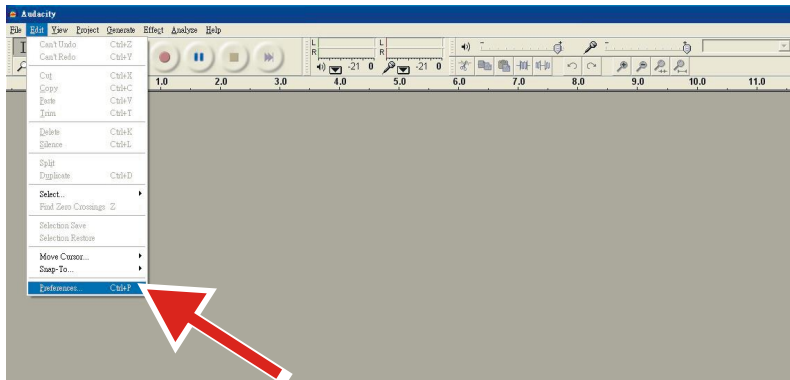 Audacity
File Edit View Project Generate Effect Analyze Help
Can't Undo Ctrl+Z
Can't Redo Ctrl+Y
Cut Ctrl+X
Copy Ctrl+C
Paste Ctrl+V
Trim Ctrl+T
Delete Ctrl+K
Silence Ctrl+L
Split
Duplicate Ctrl+D
Select...
Find Zero Crossings Z
Selection Save
Selection Restore
Move Cursor...
Snap-To...
Preferences... Ctrl+P
L L
R R
-21 0 -21 0
1.0 2.0 3.0 4.0 5.0 6.0 7.0 8.0 9.0 10.0 11.0